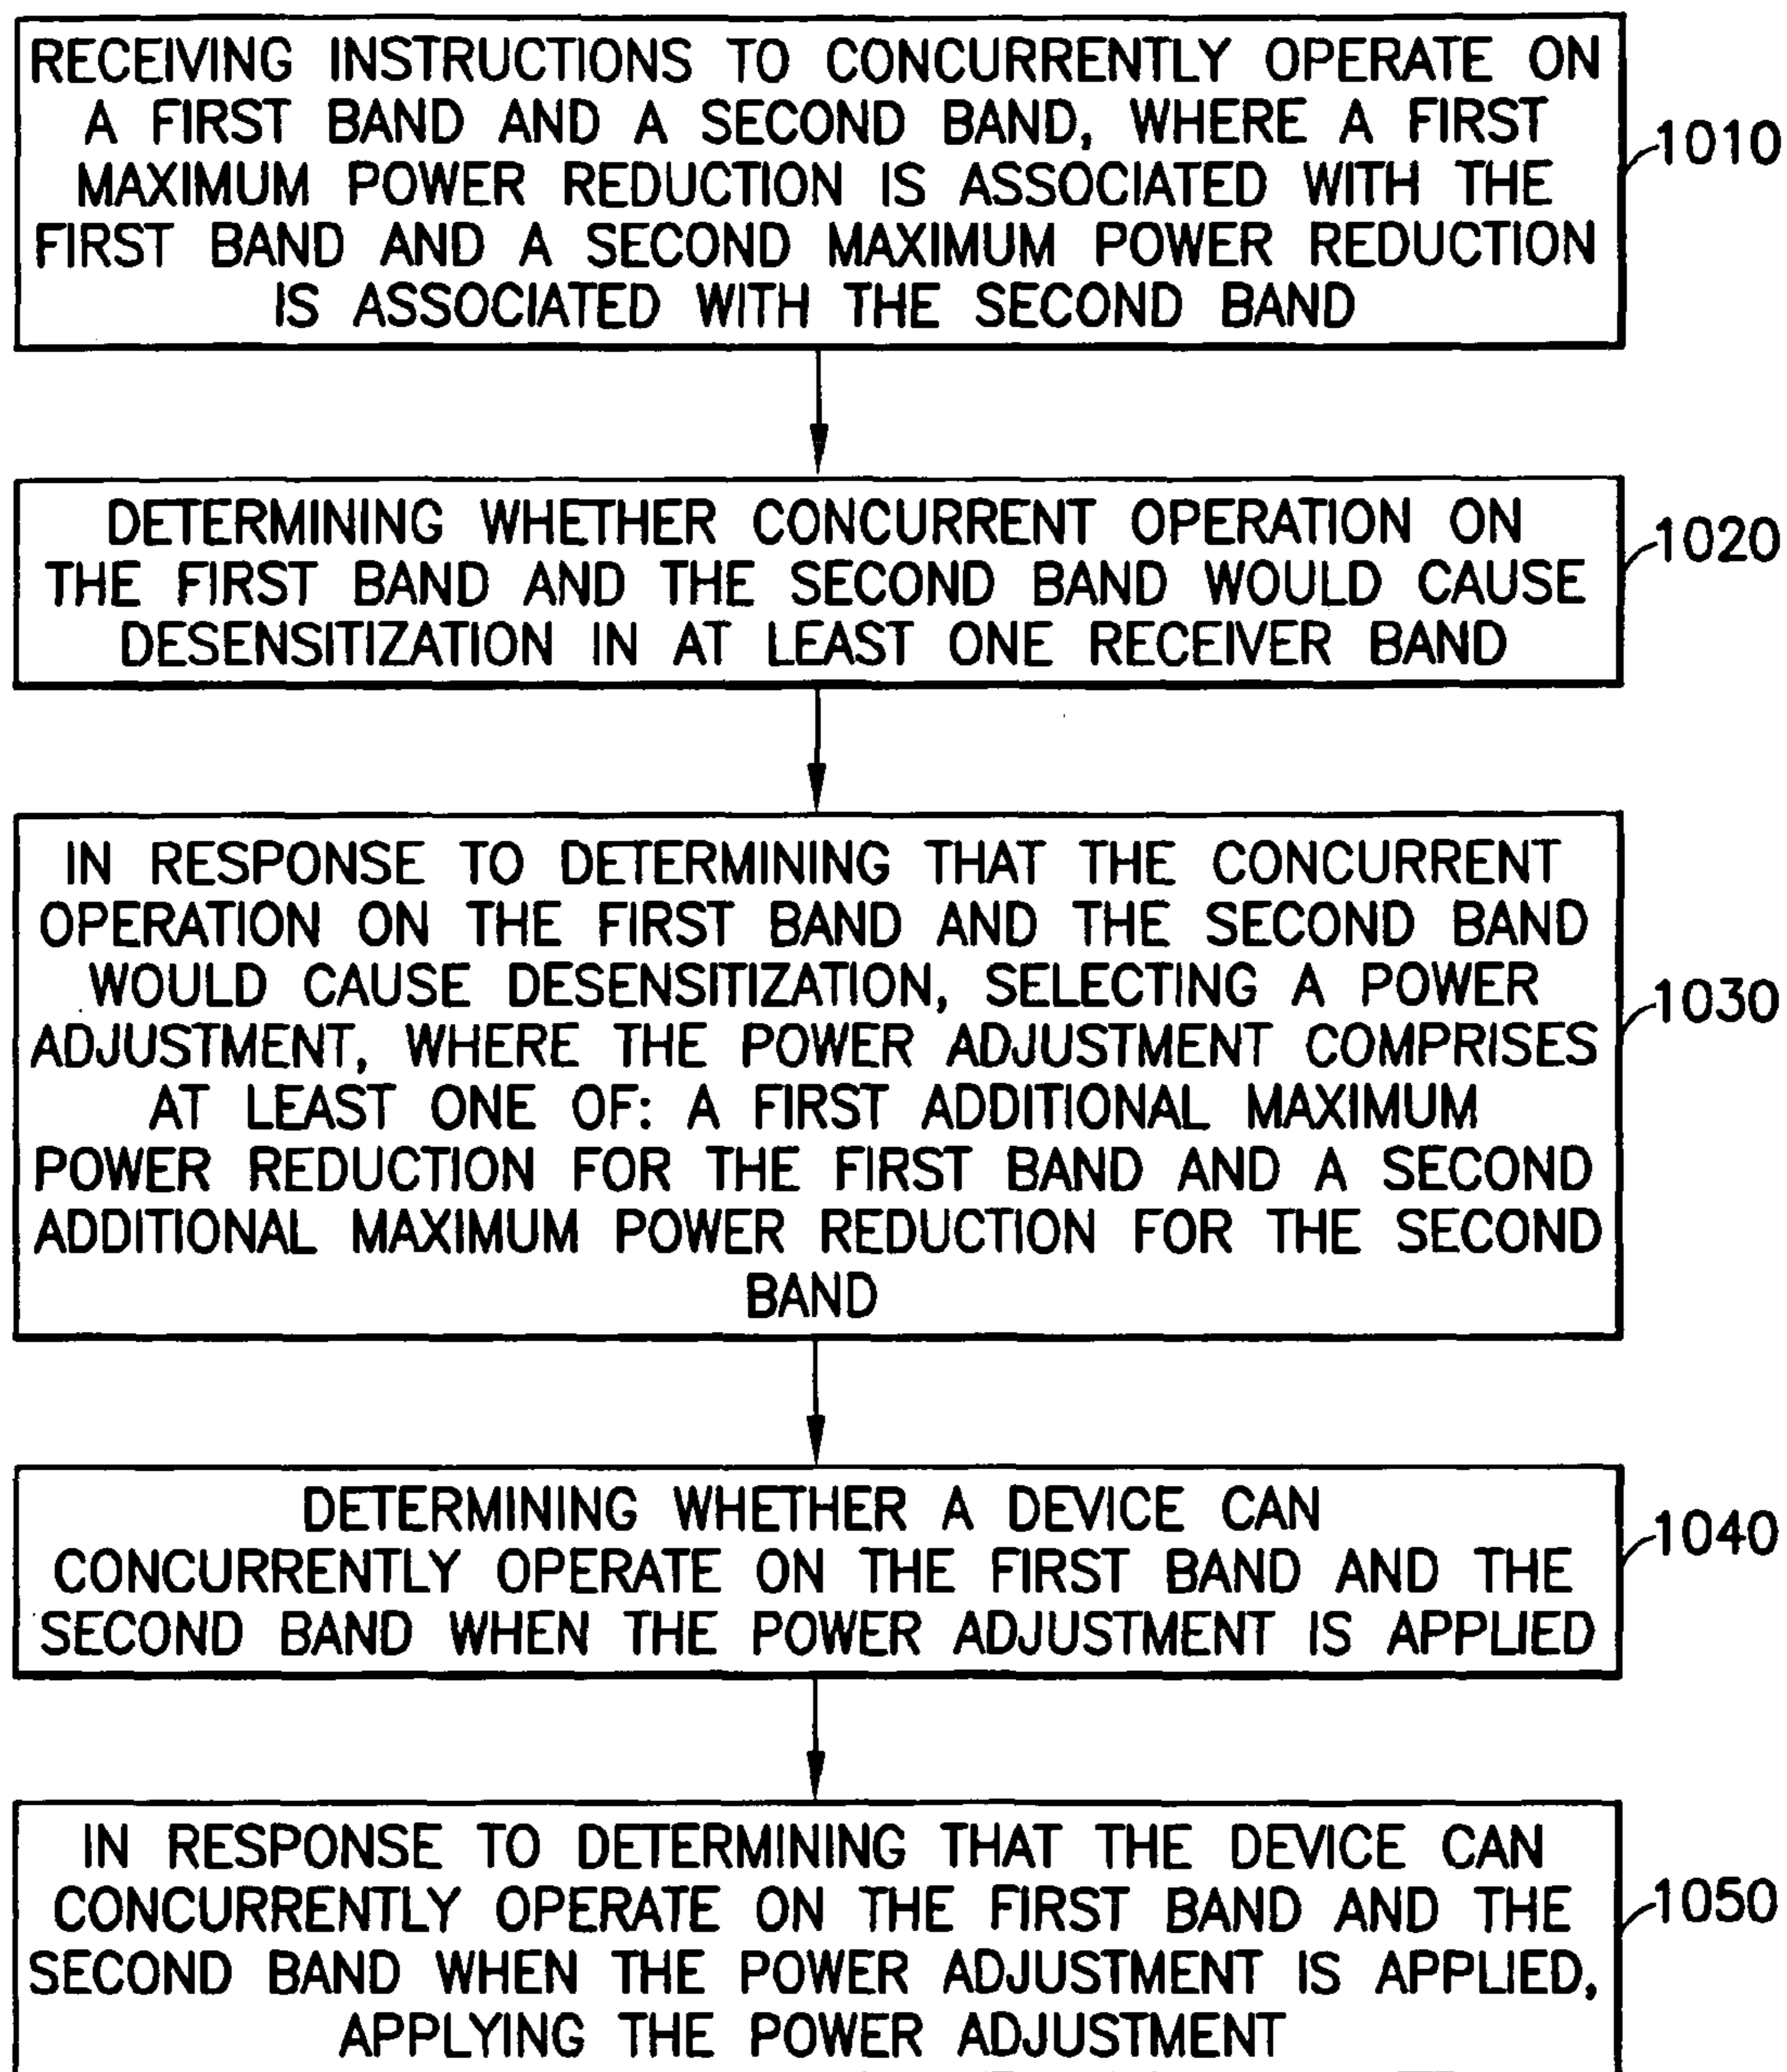 RECEIVING INSTRUCTIONS TO CONCURRENTLY OPERATE ON
A FIRST BAND AND A SECOND BAND, WHERE A FIRST
MAXIMUM POWER REDUCTION IS ASSOCIATED WITH THE
FIRST BAND AND A SECOND MAXIMUM POWER REDUCTION
IS ASSOCIATED WITH THE SECOND BAND
1010
DETERMINING WHETHER CONCURRENT OPERATION ON
THE FIRST BAND AND THE SECOND BAND WOULD CAUSE
DESENSITIZATION IN AT LEAST ONE RECEIVER BAND
1020
IN RESPONSE TO DETERMINING THAT THE CONCURRENT
OPERATION ON THE FIRST BAND AND THE SECOND BAND
WOULD CAUSE DESENSITIZATION, SELECTING A POWER
ADJUSTMENT, WHERE THE POWER ADJUSTMENT COMPRISES
AT LEAST ONE OF: A FIRST ADDITIONAL MAXIMUM
POWER REDUCTION FOR THE FIRST BAND AND A SECOND
ADDITIONAL MAXIMUM POWER REDUCTION FOR THE SECOND
BAND
1030
DETERMINING WHETHER A DEVICE CAN
CONCURRENTLY OPERATE ON THE FIRST BAND AND THE
SECOND BAND WHEN THE POWER ADJUSTMENT IS APPLIED
1040
IN RESPONSE TO DETERMINING THAT THE DEVICE CAN
CONCURRENTLY OPERATE ON THE FIRST BAND AND THE
SECOND BAND WHEN THE POWER ADJUSTMENT IS APPLIED,
APPLYING THE POWER ADJUSTMENT
1050